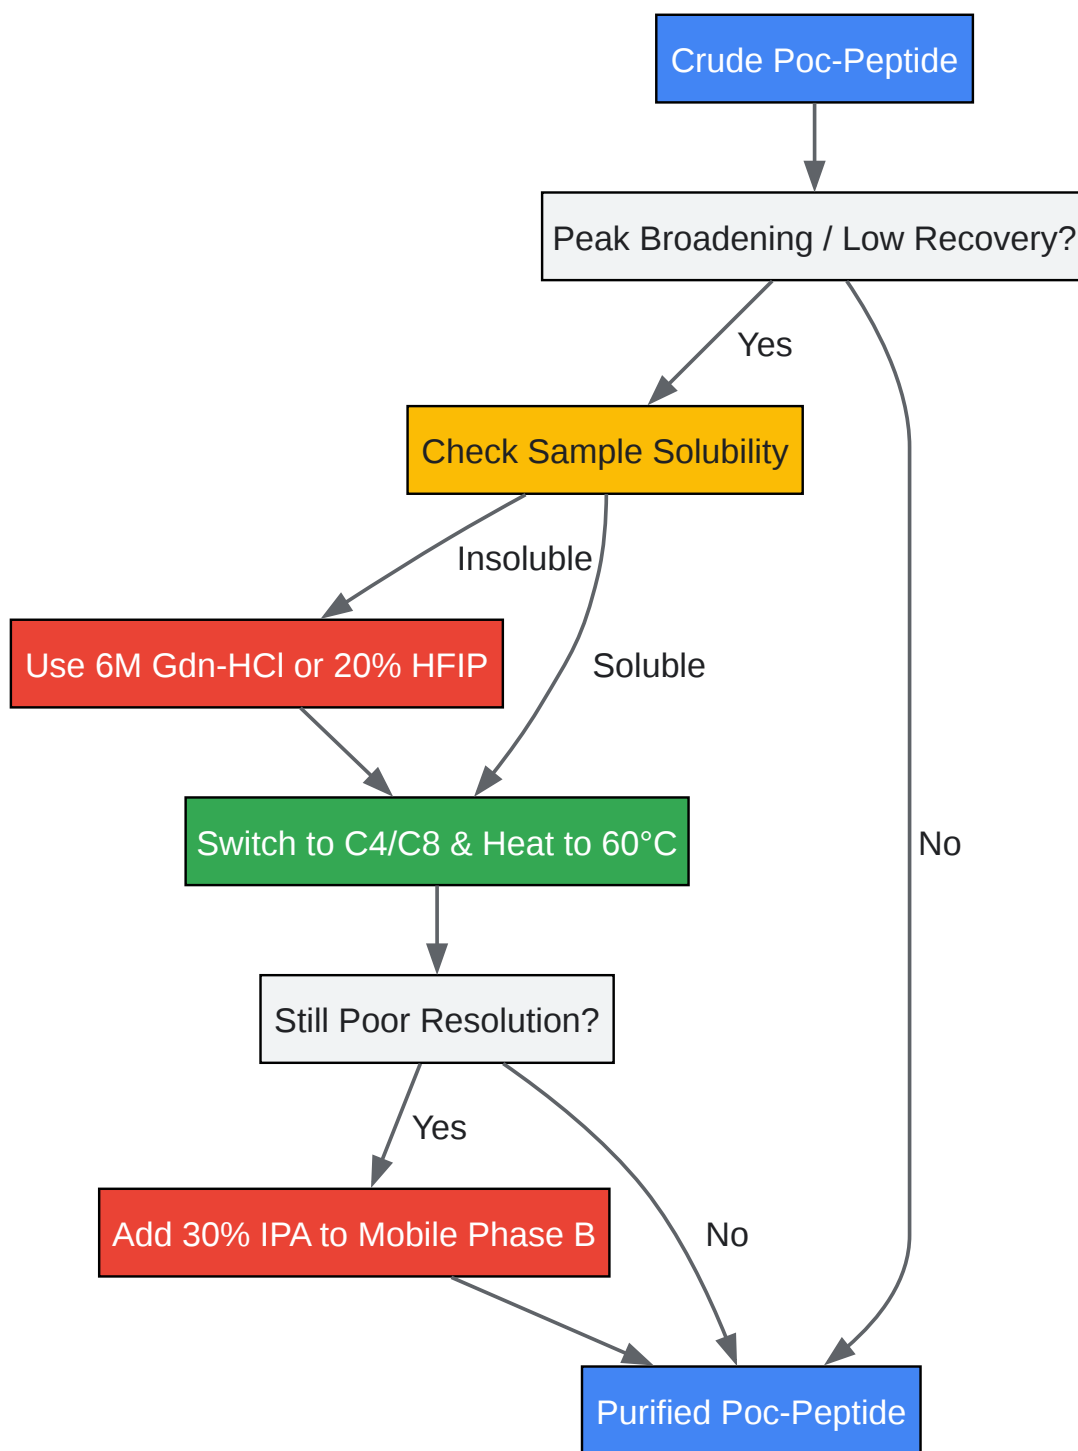 Crude Poc-Peptide
Peak Broadening / Low Recovery?
Yes
Check Sample Solubility
Insoluble
Use 6M Gdn-HCl or 20% HFIP
Soluble
Switch to C4/C8 & Heat to 60°C
No
Still Poor Resolution?
Yes
Add 30% IPA to Mobile Phase B
No
Purified Poc-Peptide